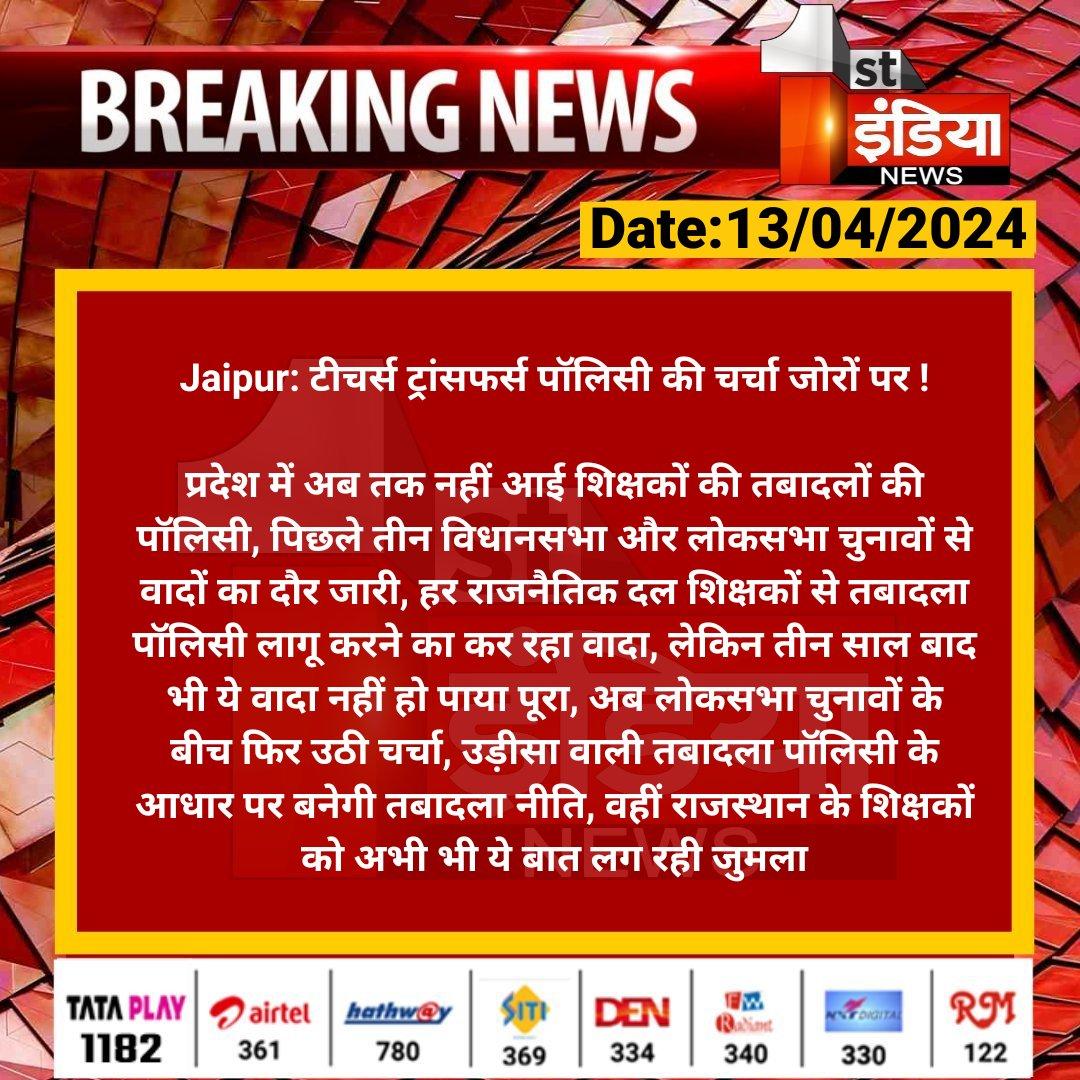 BREAKING NEWS
1st
इंडिया
NEWS
Date:13/04/2024
Jaipur: टीचर्स ट्रांसफर्स पॉलिसी की चर्चा जोरों पर !
प्रदेश में अब तक नहीं आई शिक्षकों की तबादलों की
पॉलिसी, पिछले तीन विधानसभा और लोकसभा चुनावों से
वादों का दौर जारी, हर राजनैतिक दल शिक्षकों से तबादला
पॉलिसी लागू करने का कर रहा वादा, लेकिन तीन साल बाद
भी ये वादा नहीं हो पाया पूरा, अब लोकसभा चुनावों के
बीच फिर उठी चर्चा, उड़ीसा वाली तबादला पॉलिसी के
आधार पर बनेगी तबादला नीति, वहीं राजस्थान के शिक्षकों
को अभी भी ये बात लग रही जुमला
TATA PLAY airtel hathway SITI DEN Radiant NXT DIGITAL RM
1182 361 780 369 334 340 330 122